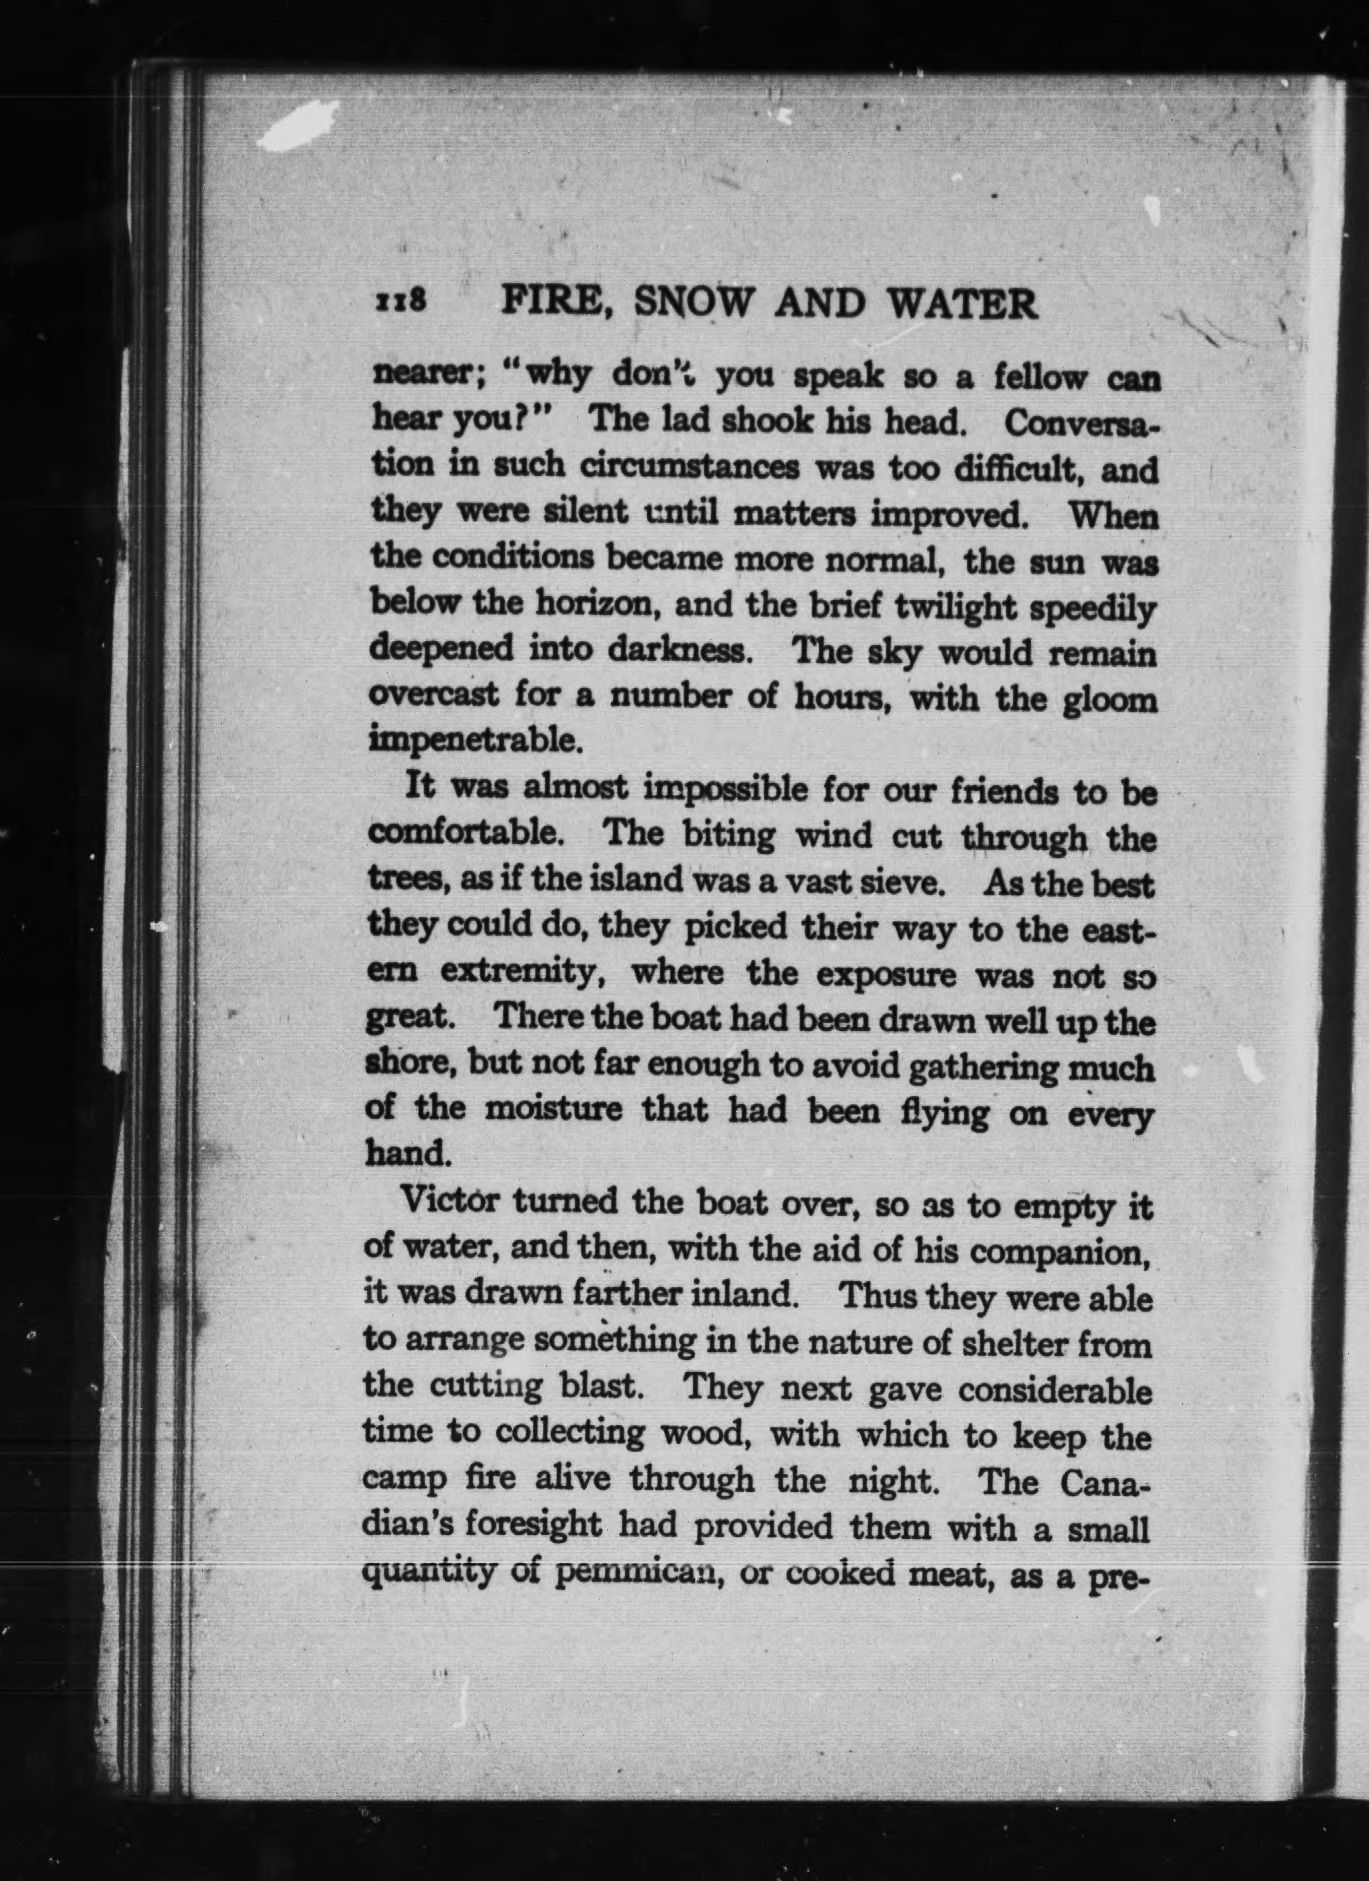 118 FIRE, SNOW AND WATER
nearer; "why don't you speak so a fellow can
hear you?" The lad shook his head. Conversa-
tion in such circumstances was too difficult, and
they were silent until matters improved. When
the conditions became more normal, the sun was
below the horizon, and the brief twilight speedily
deepened into darkness. The sky would remain
overcast for a number of hours, with the gloom
impenetrable.
It was almost impossible for our friends to be
comfortable. The biting wind cut through the
trees, as if the island was a vast sieve. As the best
they could do, they picked their way to the east-
ern extremity, where the exposure was not so
great. There the boat had been drawn well up the
shore, but not far enough to avoid gathering much
of the moisture that had been flying on every
hand.
Victor turned the boat over, so as to empty it
of water, and then, with the aid of his companion,
it was drawn farther inland. Thus they were able
to arrange something in the nature of shelter from
the cutting blast. They next gave considerable
time to collecting wood, with which to keep the
camp fire alive through the night. The Cana-
dian's foresight had provided them with a small
quantity of pemmican, or cooked meat, as a pre-